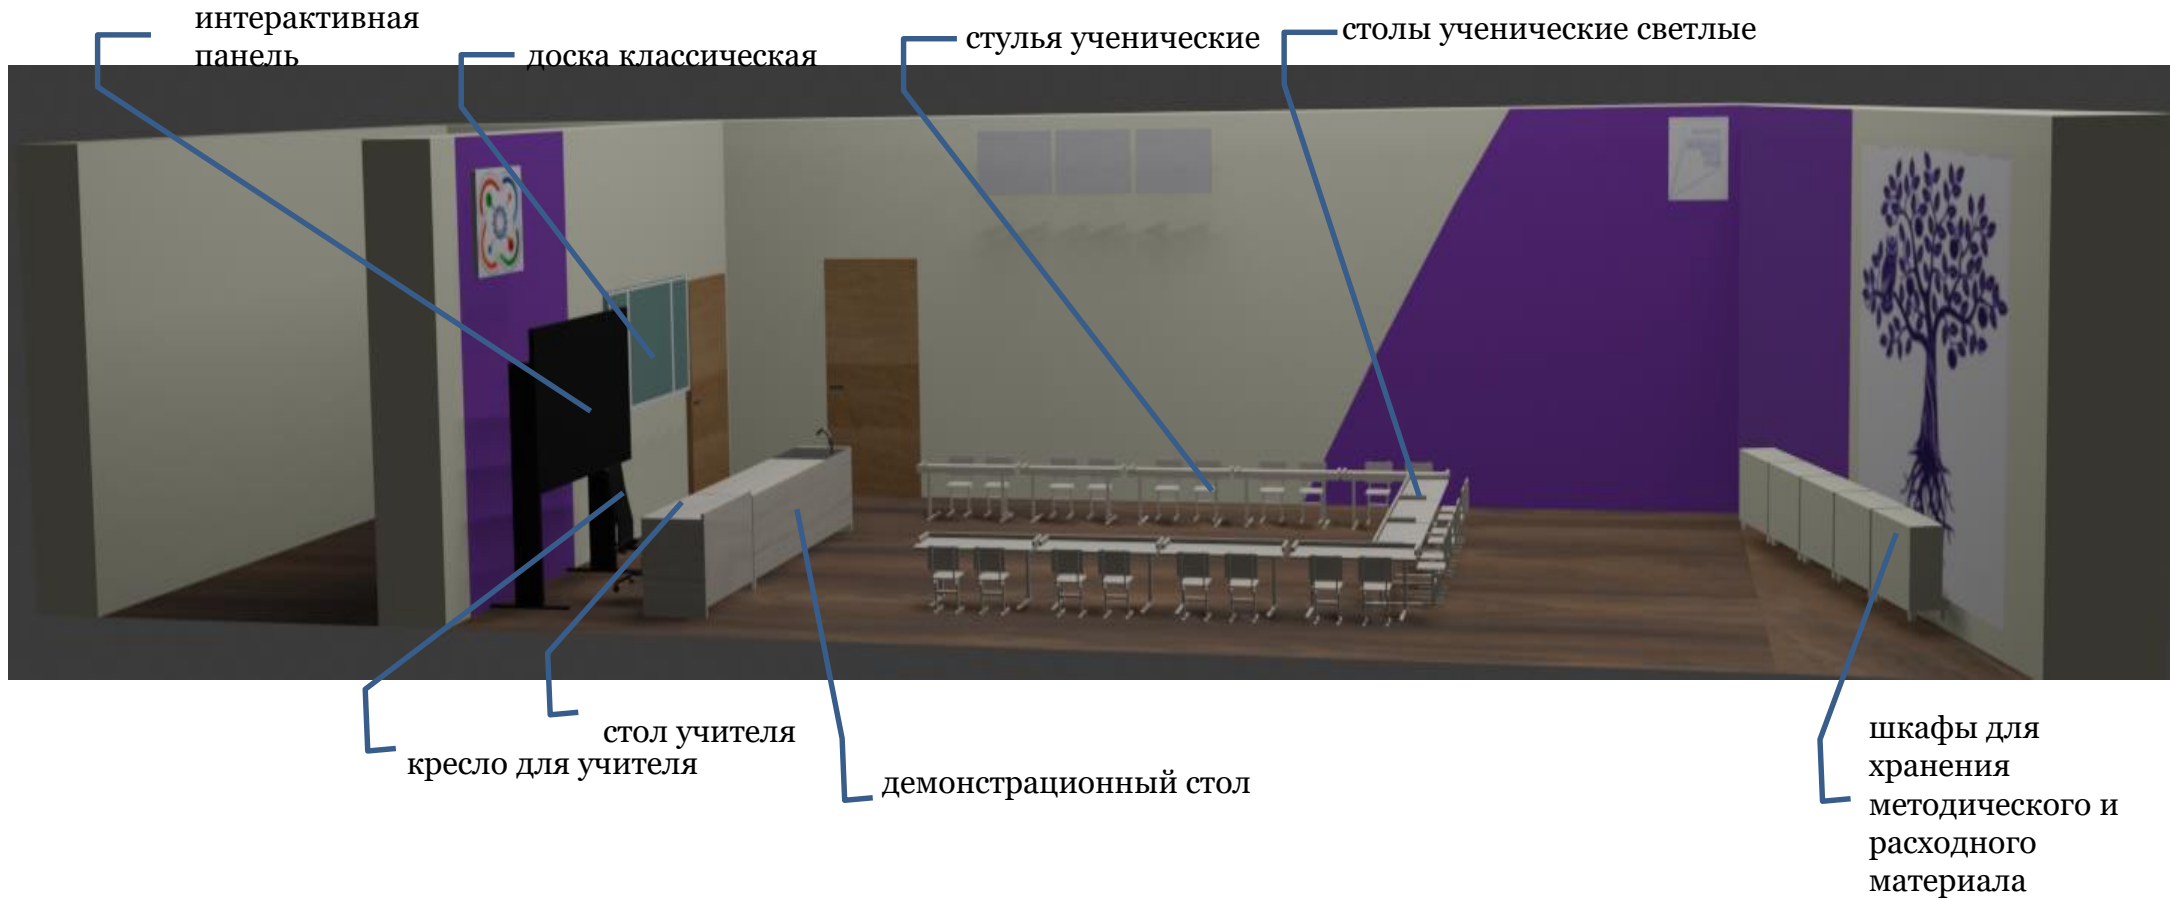 интерактивная
панель
доска классическая
стулья ученические
столы ученические светлые
стол учителя
кресло для учителя
демонстрационный стол
шкафы для
хранения
методического и
расходного
материала